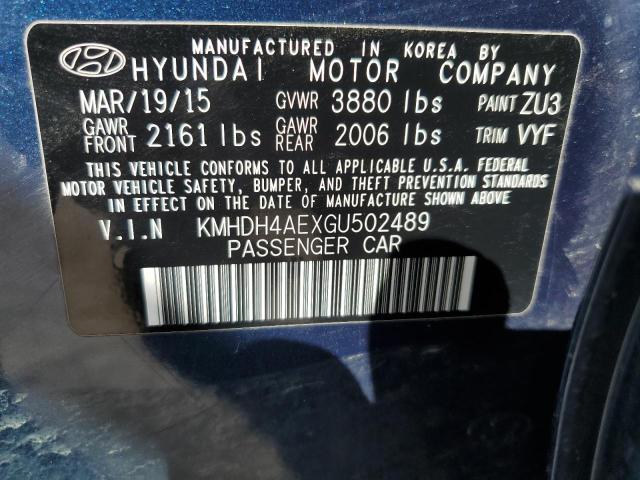 MANUFACTURED IN KOREA BY
HYUNDAI MOTOR COMPANY
MAR/19/15 GVWR 3880 lbs PAINT ZU3
GAWR FRONT 2161 lbs GAWR REAR 2006 lbs TRIM VYF
THIS VEHICLE CONFORMS TO ALL APPLICABLE U.S.A. FEDERAL
MOTOR VEHICLE SAFETY, BUMPER, AND THEFT PREVENTION STANDARDS
IN EFFECT ON THE DATE OF MANUFACTURE SHOWN ABOVE.
V.I.N KMHDH4AEXGU502489
PASSENGER CAR